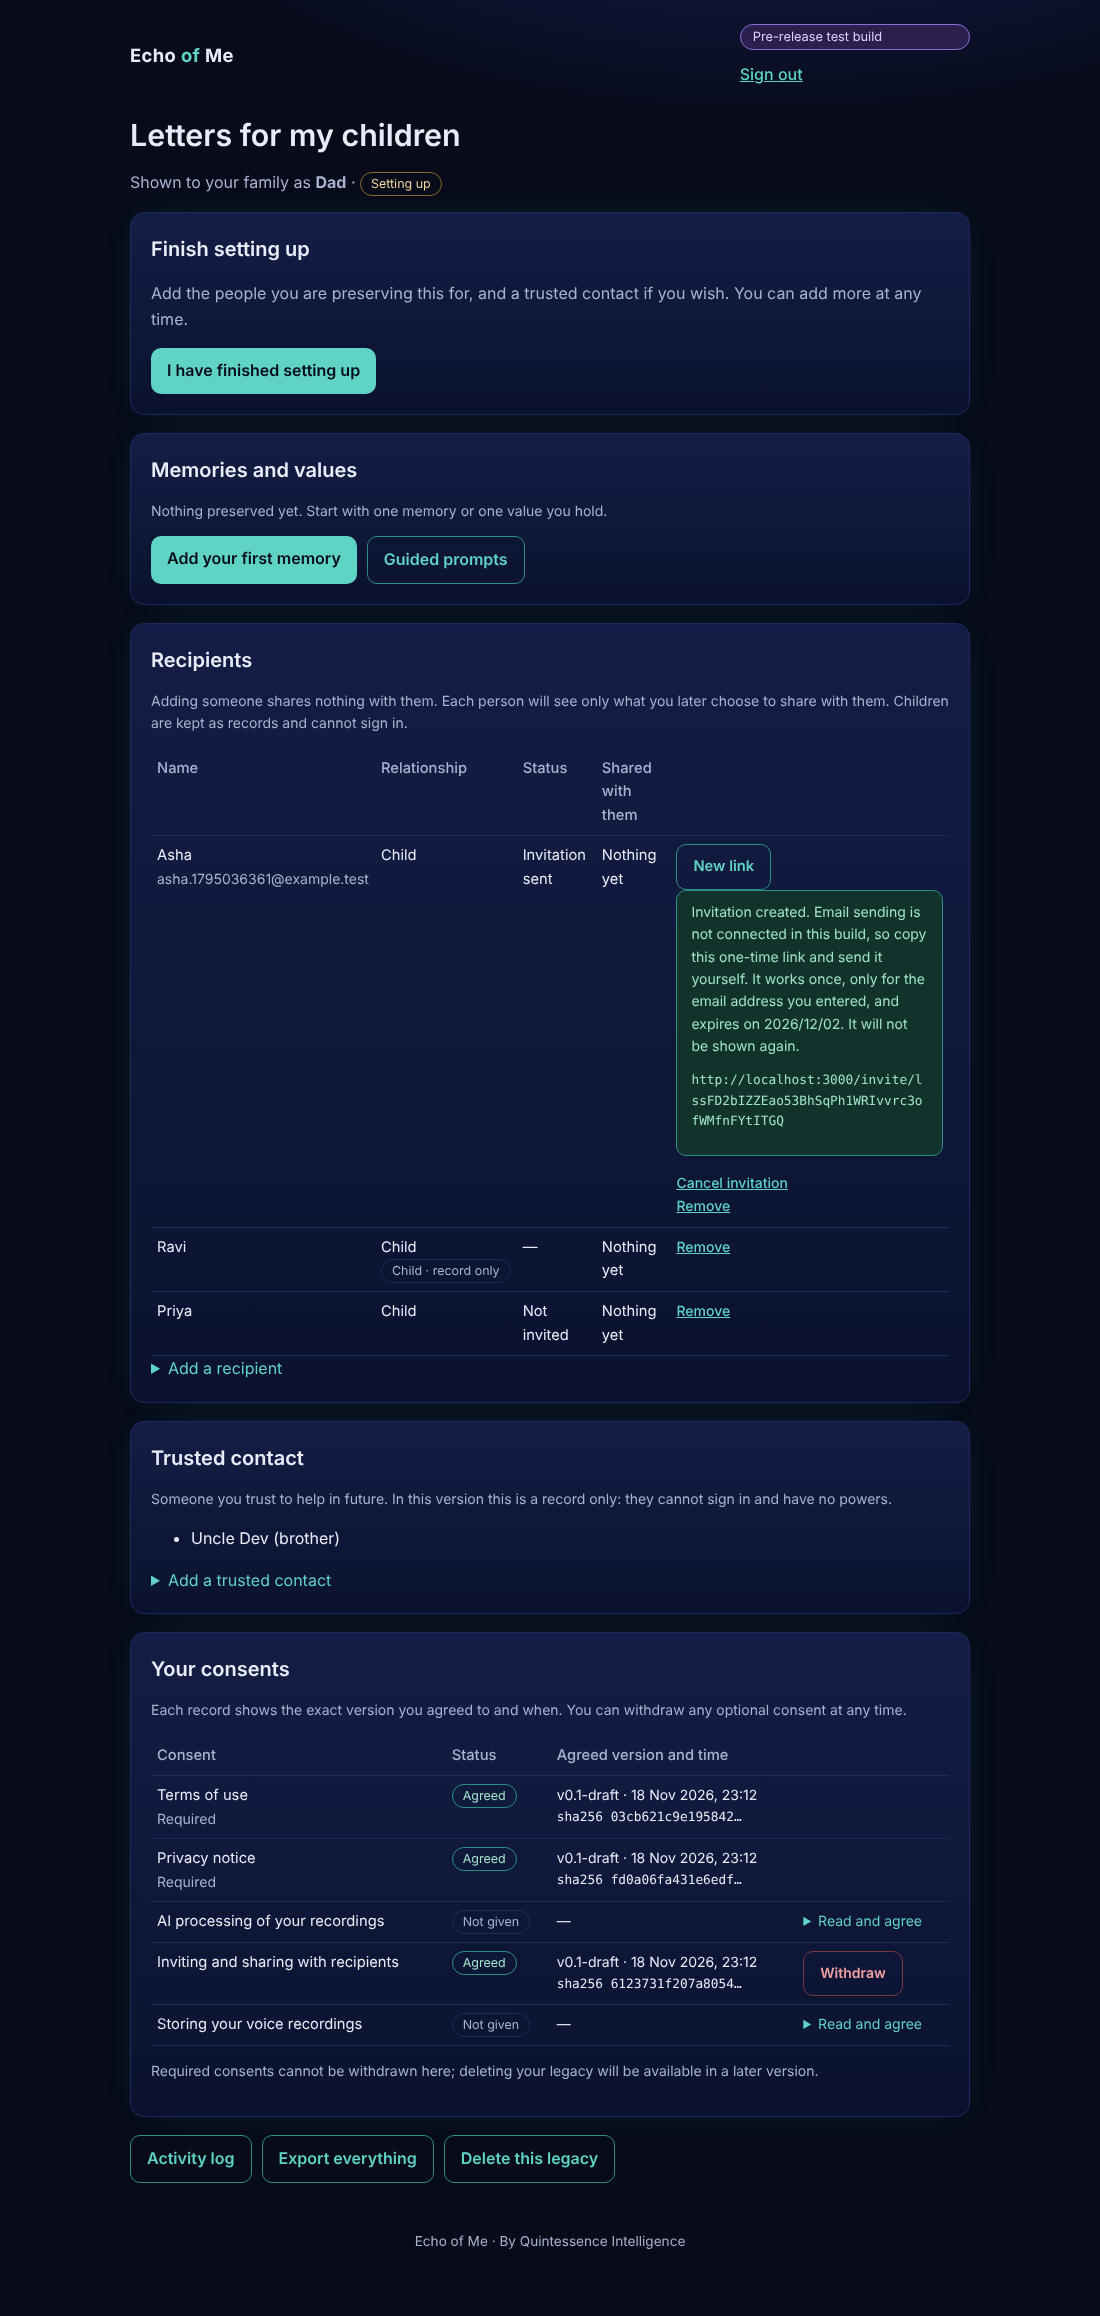 Echo of Me
Pre-release test build
Sign out
Letters for my children
Shown to your family as Dad · Setting up
Finish setting up
Add the people you are preserving this for, and a trusted contact if you wish. You can add more at any
time.
I have finished setting up
Memories and values
Nothing preserved yet. Start with one memory or one value you hold.
Add your first memory
Guided prompts
Recipients
Adding someone shares nothing with them. Each person will see only what you later choose to share with them. Children
are kept as records and cannot sign in.
Name
Relationship
Status
Shared
with
them
Asha
asha.1795036361@example.test
Child
Invitation
sent
Nothing
yet
New link
Invitation created. Email sending is
not connected in this build, so copy
this one-time link and send it
yourself. It works once, only for the
email address you entered, and
expires on 2026/12/02. It will not
be shown again.
http://localhost:3000/invite/l
ssFD2bIZZEao53BhSqPh1WRIvvrc3o
fWMfnFYtITGQ
Cancel invitation
Remove
Ravi
Child
Child · record only
—
Nothing
yet
Remove
Priya
Child
Not
invited
Nothing
yet
Remove
Add a recipient
Trusted contact
Someone you trust to help in future. In this version this is a record only: they cannot sign in and have no powers.
• Uncle Dev (brother)
Add a trusted contact
Your consents
Each record shows the exact version you agreed to and when. You can withdraw any optional consent at any time.
Consent
Status
Agreed version and time
Terms of use
Required
Agreed
v0.1-draft · 18 Nov 2026, 23:12
sha256 03cb621c9e195842…
Privacy notice
Required
Agreed
v0.1-draft · 18 Nov 2026, 23:12
sha256 fd0a06fa431e6edf…
AI processing of your recordings
Not given
—
Read and agree
Inviting and sharing with recipients
Agreed
v0.1-draft · 18 Nov 2026, 23:12
sha256 6123731f207a8054…
Withdraw
Storing your voice recordings
Not given
—
Read and agree
Required consents cannot be withdrawn here; deleting your legacy will be available in a later version.
Activity log
Export everything
Delete this legacy
Echo of Me · By Quintessence Intelligence